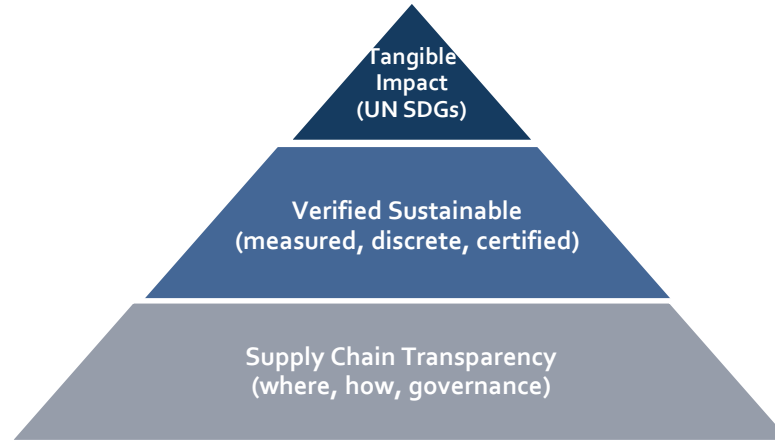 Tangible
Impact
(UN SDGs)
Verified Sustainable
(measured, discrete, certified)
Supply Chain Transparency
(where, how, governance)